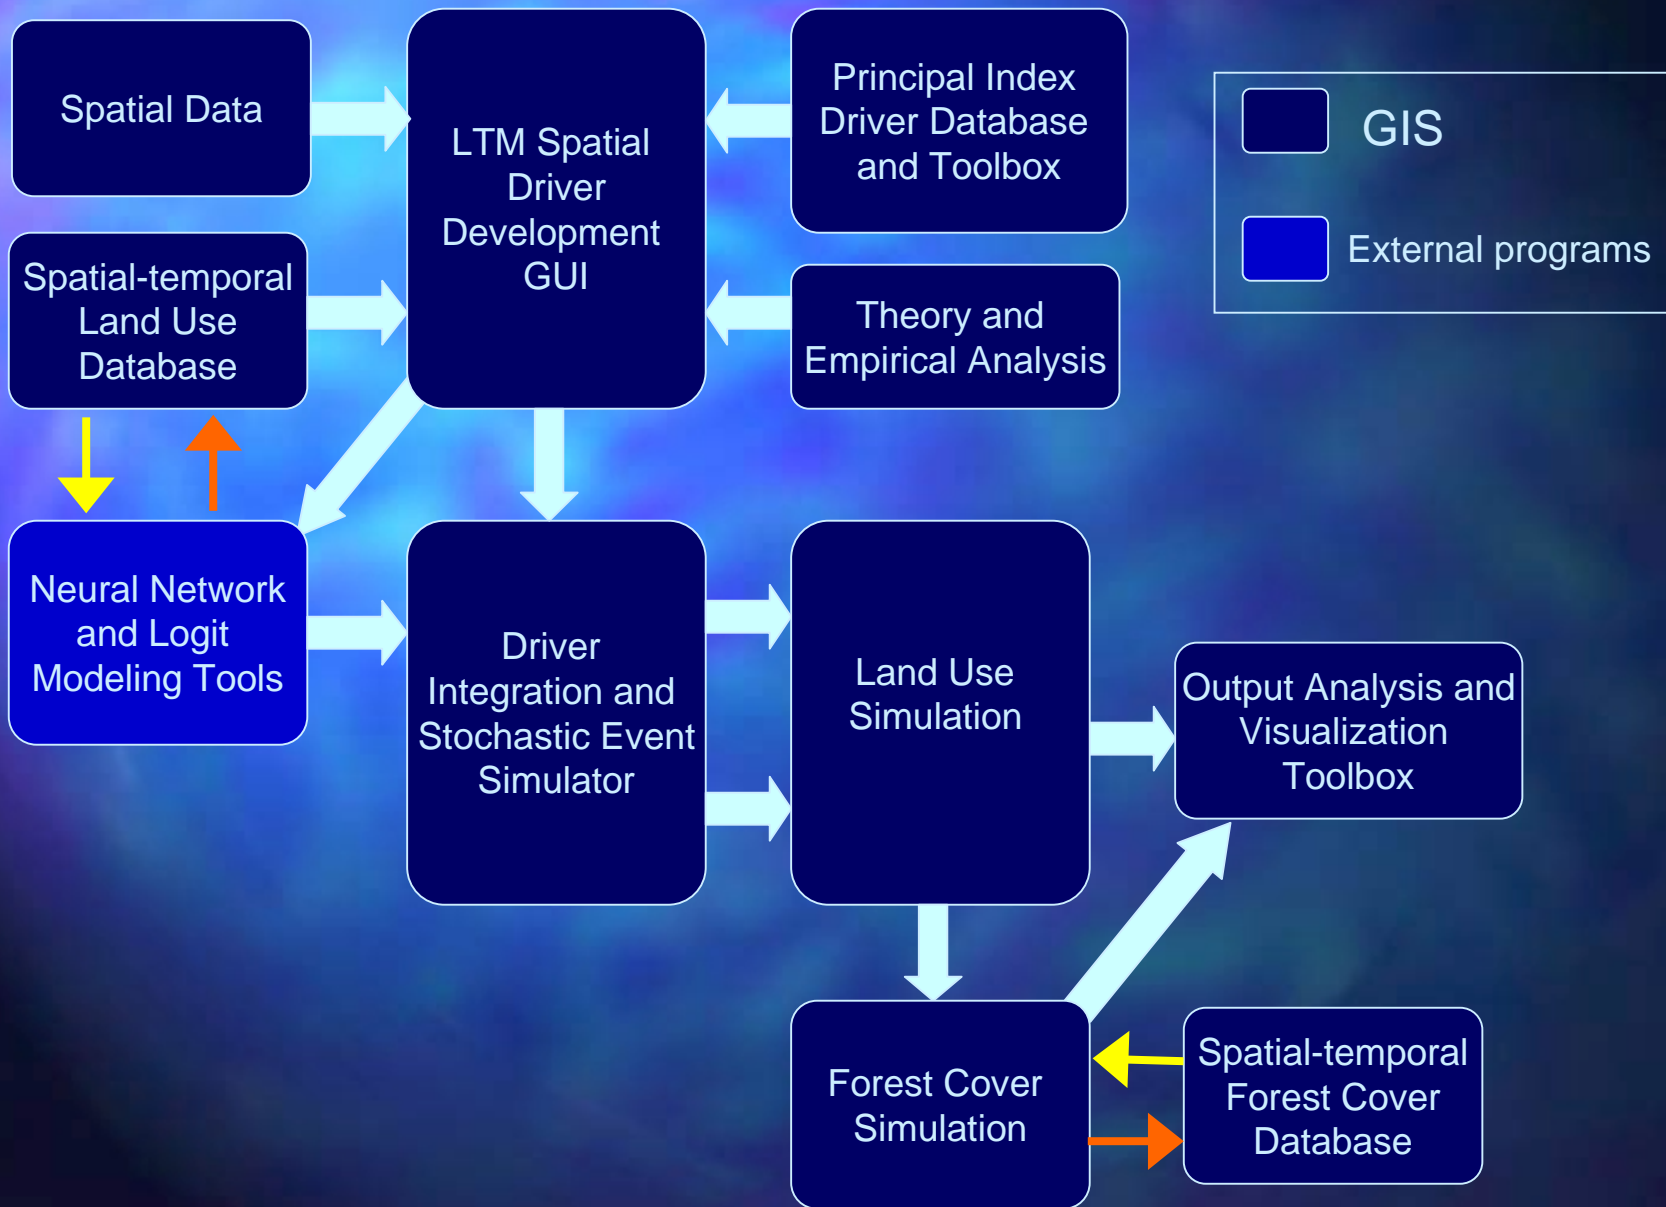 Spatial Data
LTM Spatial
Driver
Development
GUI
Principal Index
Driver Database
and Toolbox
GIS
External programs
Spatial-temporal
Land Use
Database
Theory and
Empirical Analysis
Neural Network
and Logit
Modeling Tools
Driver
Integration and
Stochastic Event
Simulator
Land Use
Simulation
Output Analysis and
Visualization
Toolbox
Forest Cover
Simulation
Spatial-temporal
Forest Cover
Database